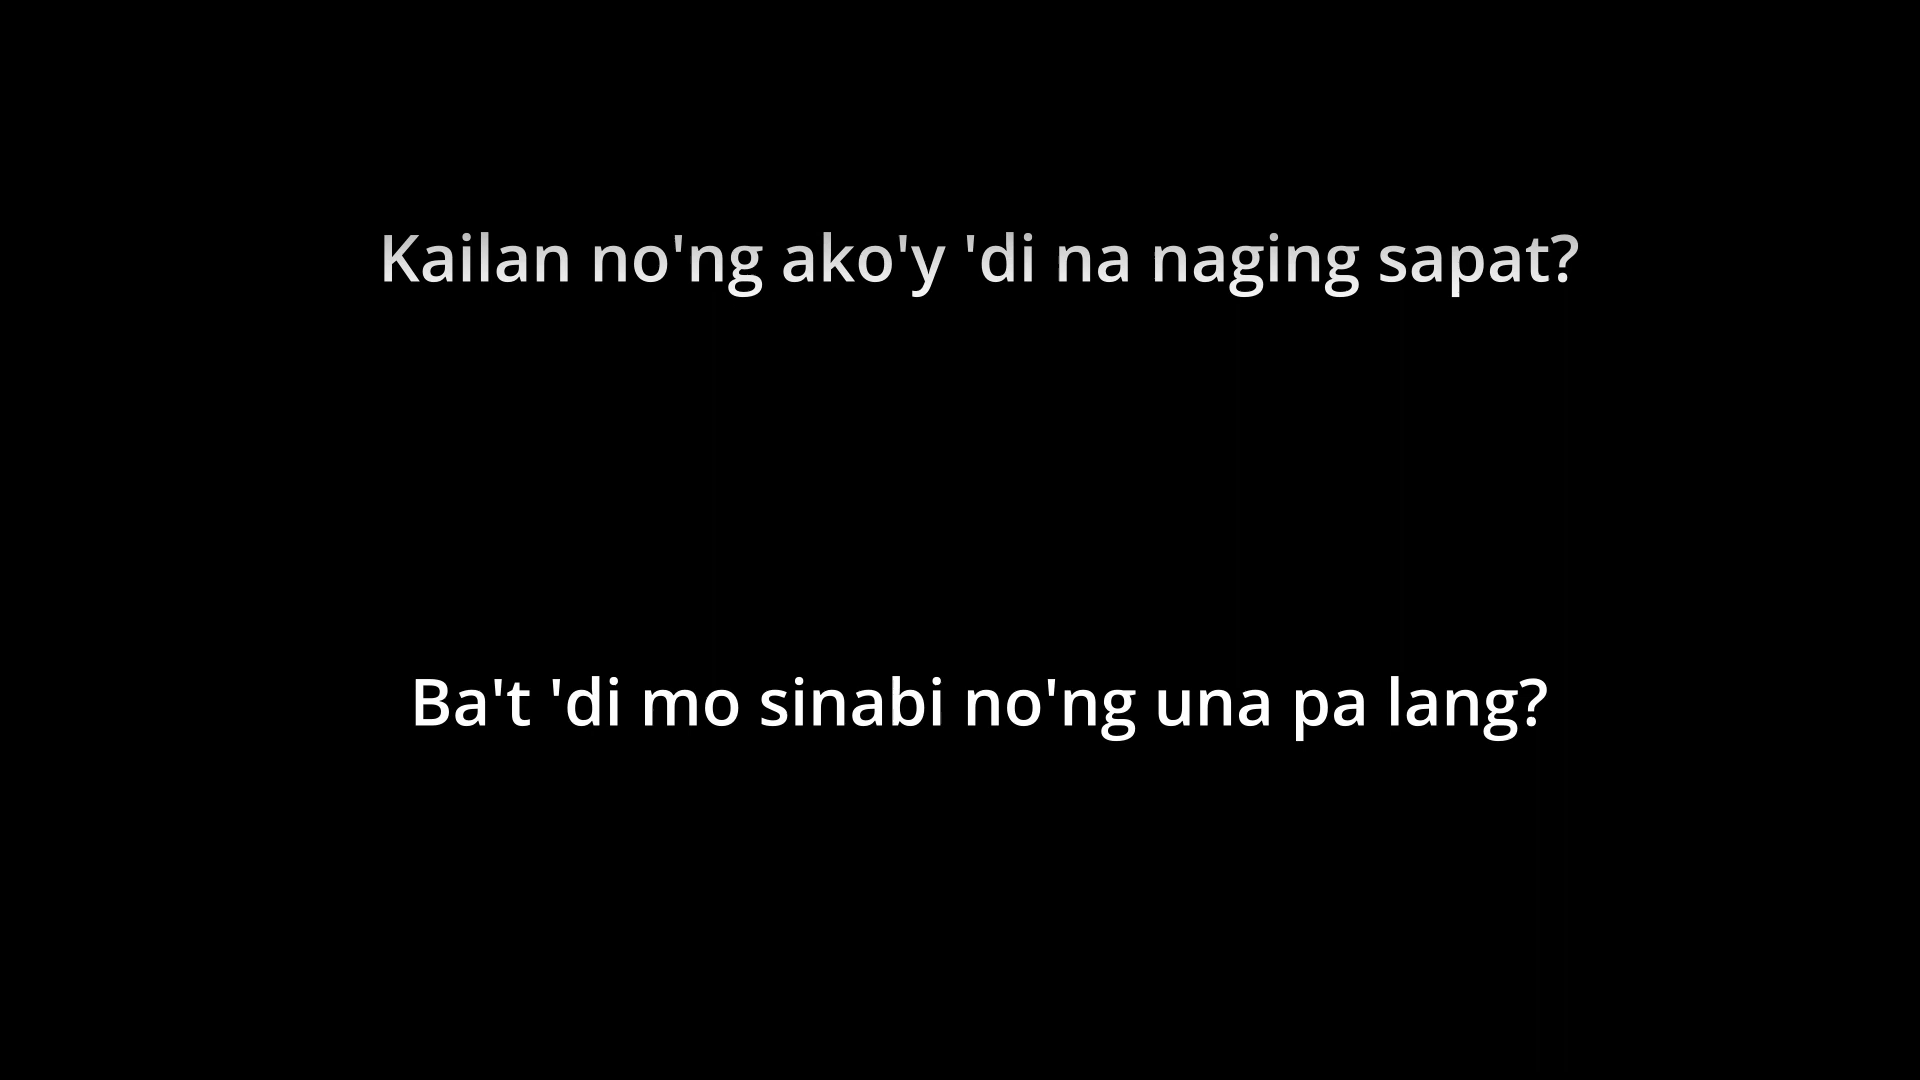 Kailan no'ng ako'y 'di na naging sapat?
Ba't 'di mo sinabi no'ng una pa lang?